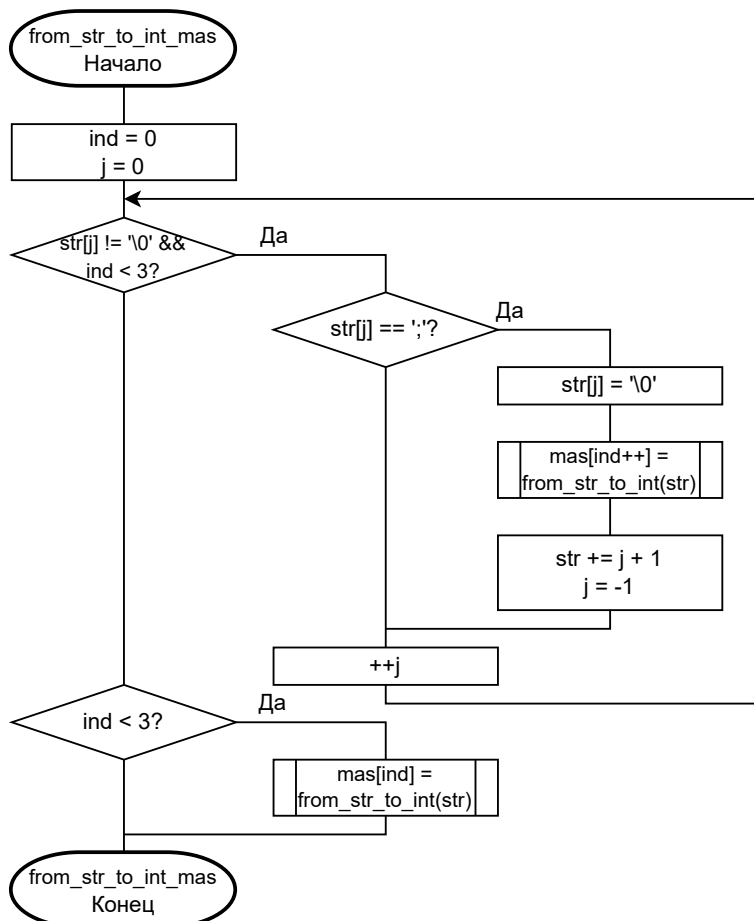 from_str_to_int_mas
Начало
ind = 0
j = 0
str[j] != '\0' &&
ind < 3?
Да
str[j] == ';'?
Да
str[j] = '\0'
mas[ind++] =
from_str_to_int(str)
str += j + 1
j = -1
++j
ind < 3?
Да
mas[ind] =
from_str_to_int(str)
from_str_to_int_mas
Конец